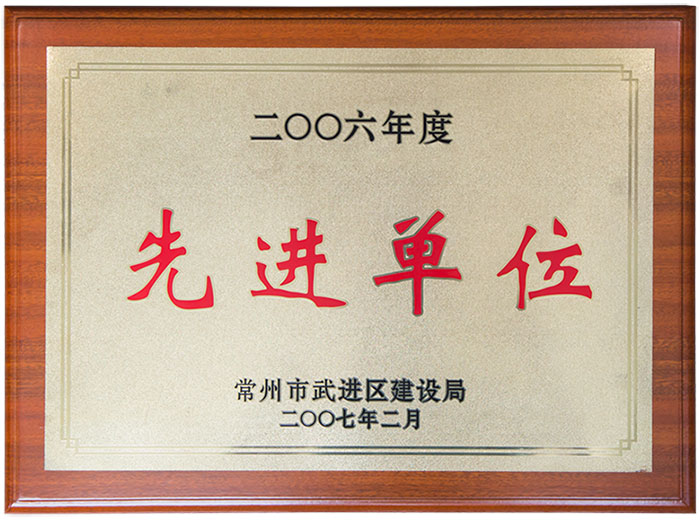 二〇〇六年度
先进单位
常州市武进区建设局
二〇〇七年二月